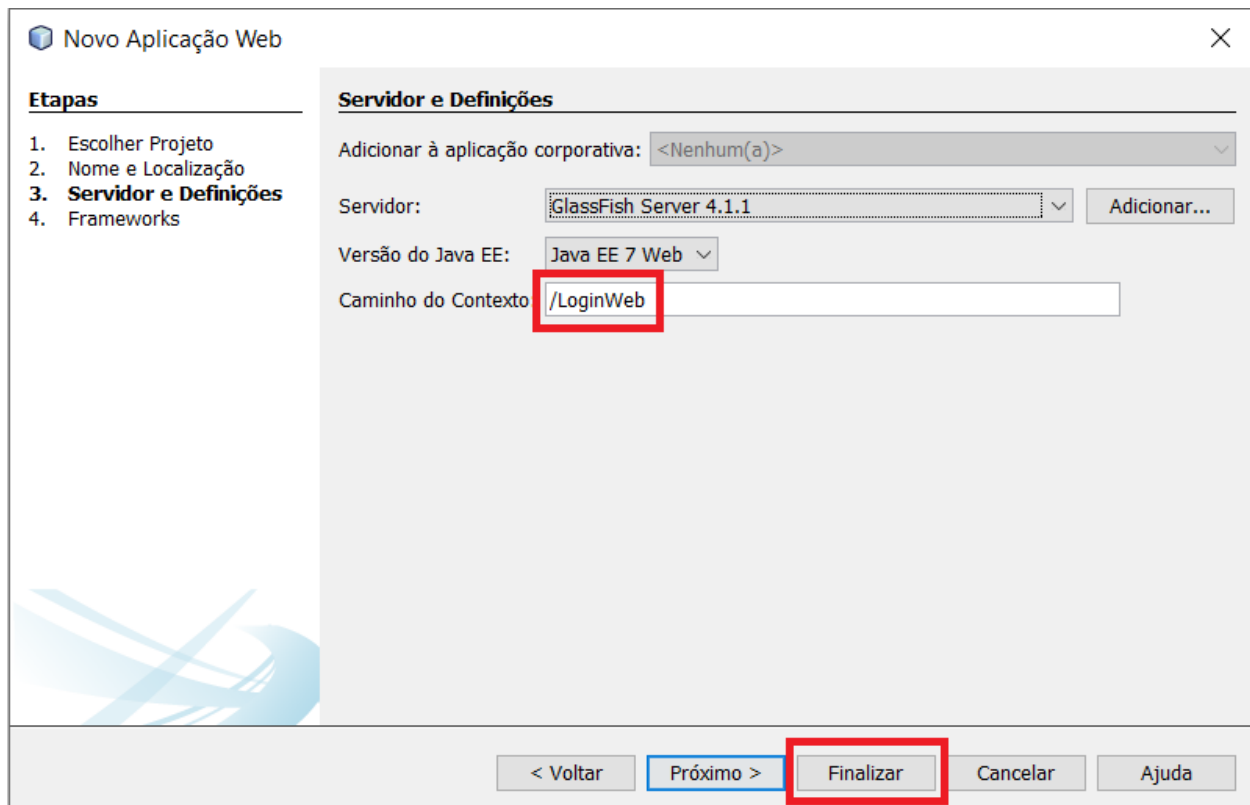 Novo Aplicação Web
Etapas
1. Escolher Projeto
2. Nome e Localização
3. Servidor e Definições
4. Frameworks
Servidor e Definições
Adicionar à aplicação corporativa: <Nenhum(a)>
Servidor: GlassFish Server 4.1.1 Adicionar...
Versão do Java EE: Java EE 7 Web
Caminho do Contexto: /LoginWeb
< Voltar Próximo > Finalizar Cancelar Ajuda